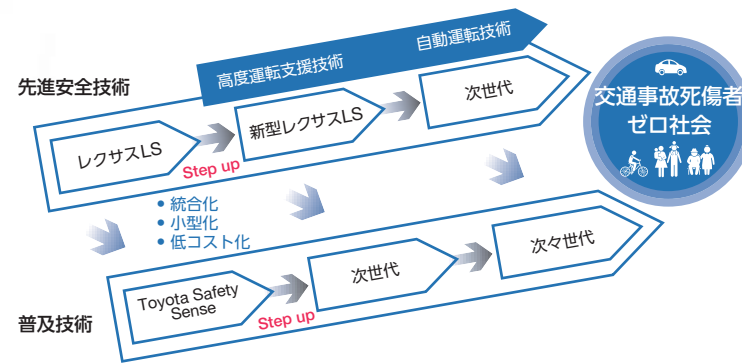 自動運転技術
高度運転支援技術
先進安全技術
レクサスLS
Step up
新型レクサスLS
次世代
交通事故死傷者
ゼロ社会
• 統合化
• 小型化
• 低コスト化
普及技術
Toyota Safety
Sense
Step up
次世代
次々世代